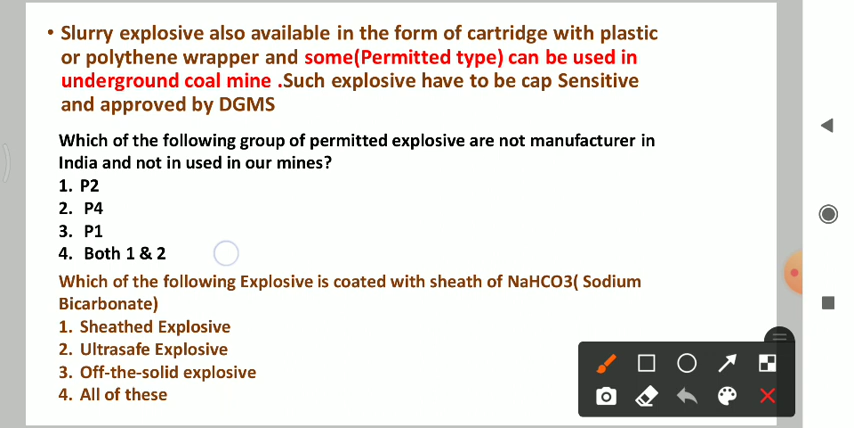 • Slurry explosive also available in the form of cartridge with plastic
or polythene wrapper and some(Permitted type) can be used in
underground coal mine .Such explosive have to be cap Sensitive
and approved by DGMS
Which of the following group of permitted explosive are not manufacturer in
India and not in used in our mines?
1. P2
2. P4
3. P1
4. Both 1 & 2
Which of the following Explosive is coated with sheath of NaHCO3( Sodium
Bicarbonate)
1. Sheathed Explosive
2. Ultrasafe Explosive
3. Off-the-solid explosive
4. All of these